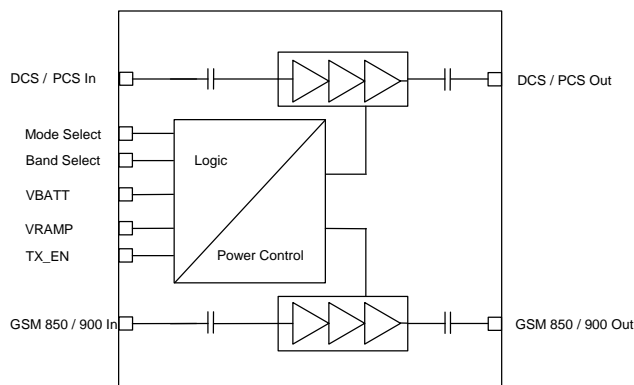 DCS / PCS In
DCS / PCS Out
Mode Select
Band Select
Logic
VBATT
VRAMP
TX_EN
Power Control
GSM 850 / 900 In
GSM 850 / 900 Out